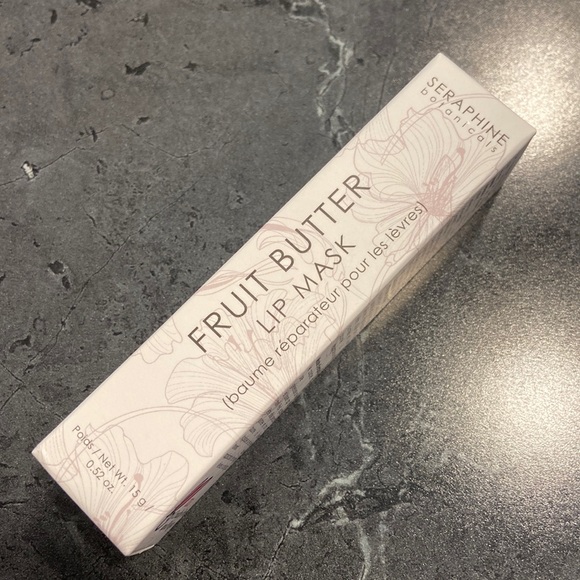 SERAPHINE
botanicals
FRUIT BUTTER
LIP MASK
(baume réparateur pour les lèvres)
Poids / Net Wt. 15 g /
0.52 oz.